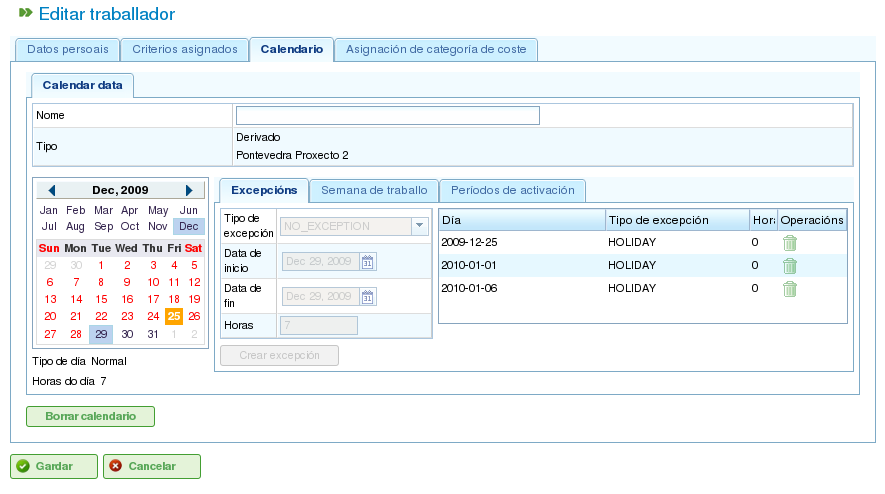 Editar traballador
Datos persoais Criterios asignados Calendario Asignación de categoría de coste
Calendar data
Nome
Tipo
Derivado
Pontevedra Proxecto 2
Dec, 2009
Jan Feb Mar Apr May Jun
Jul Aug Sep Oct Nov Dec
Sun Mon Tue Wed Thu Fri Sat
29 30 1 2 3 4 5
6 7 8 9 10 11 12
13 14 15 16 17 18 19
20 21 22 23 24 25 26
27 28 29 30 31 1 2
Tipo de día Normal
Horas do día 7
Excepcións Semana de traballo Períodos de activación
Tipo de excepción NO_EXCEPTION
Data de inicio Dec 29, 2009 31
Data de fin Dec 29, 2009 31
Horas 7
Crear excepción
Día Tipo de excepción Hora Operacións
2009-12-25 HOLIDAY 0
2010-01-01 HOLIDAY 0
2010-01-06 HOLIDAY 0
Borrar calendario
Gardar Cancelar